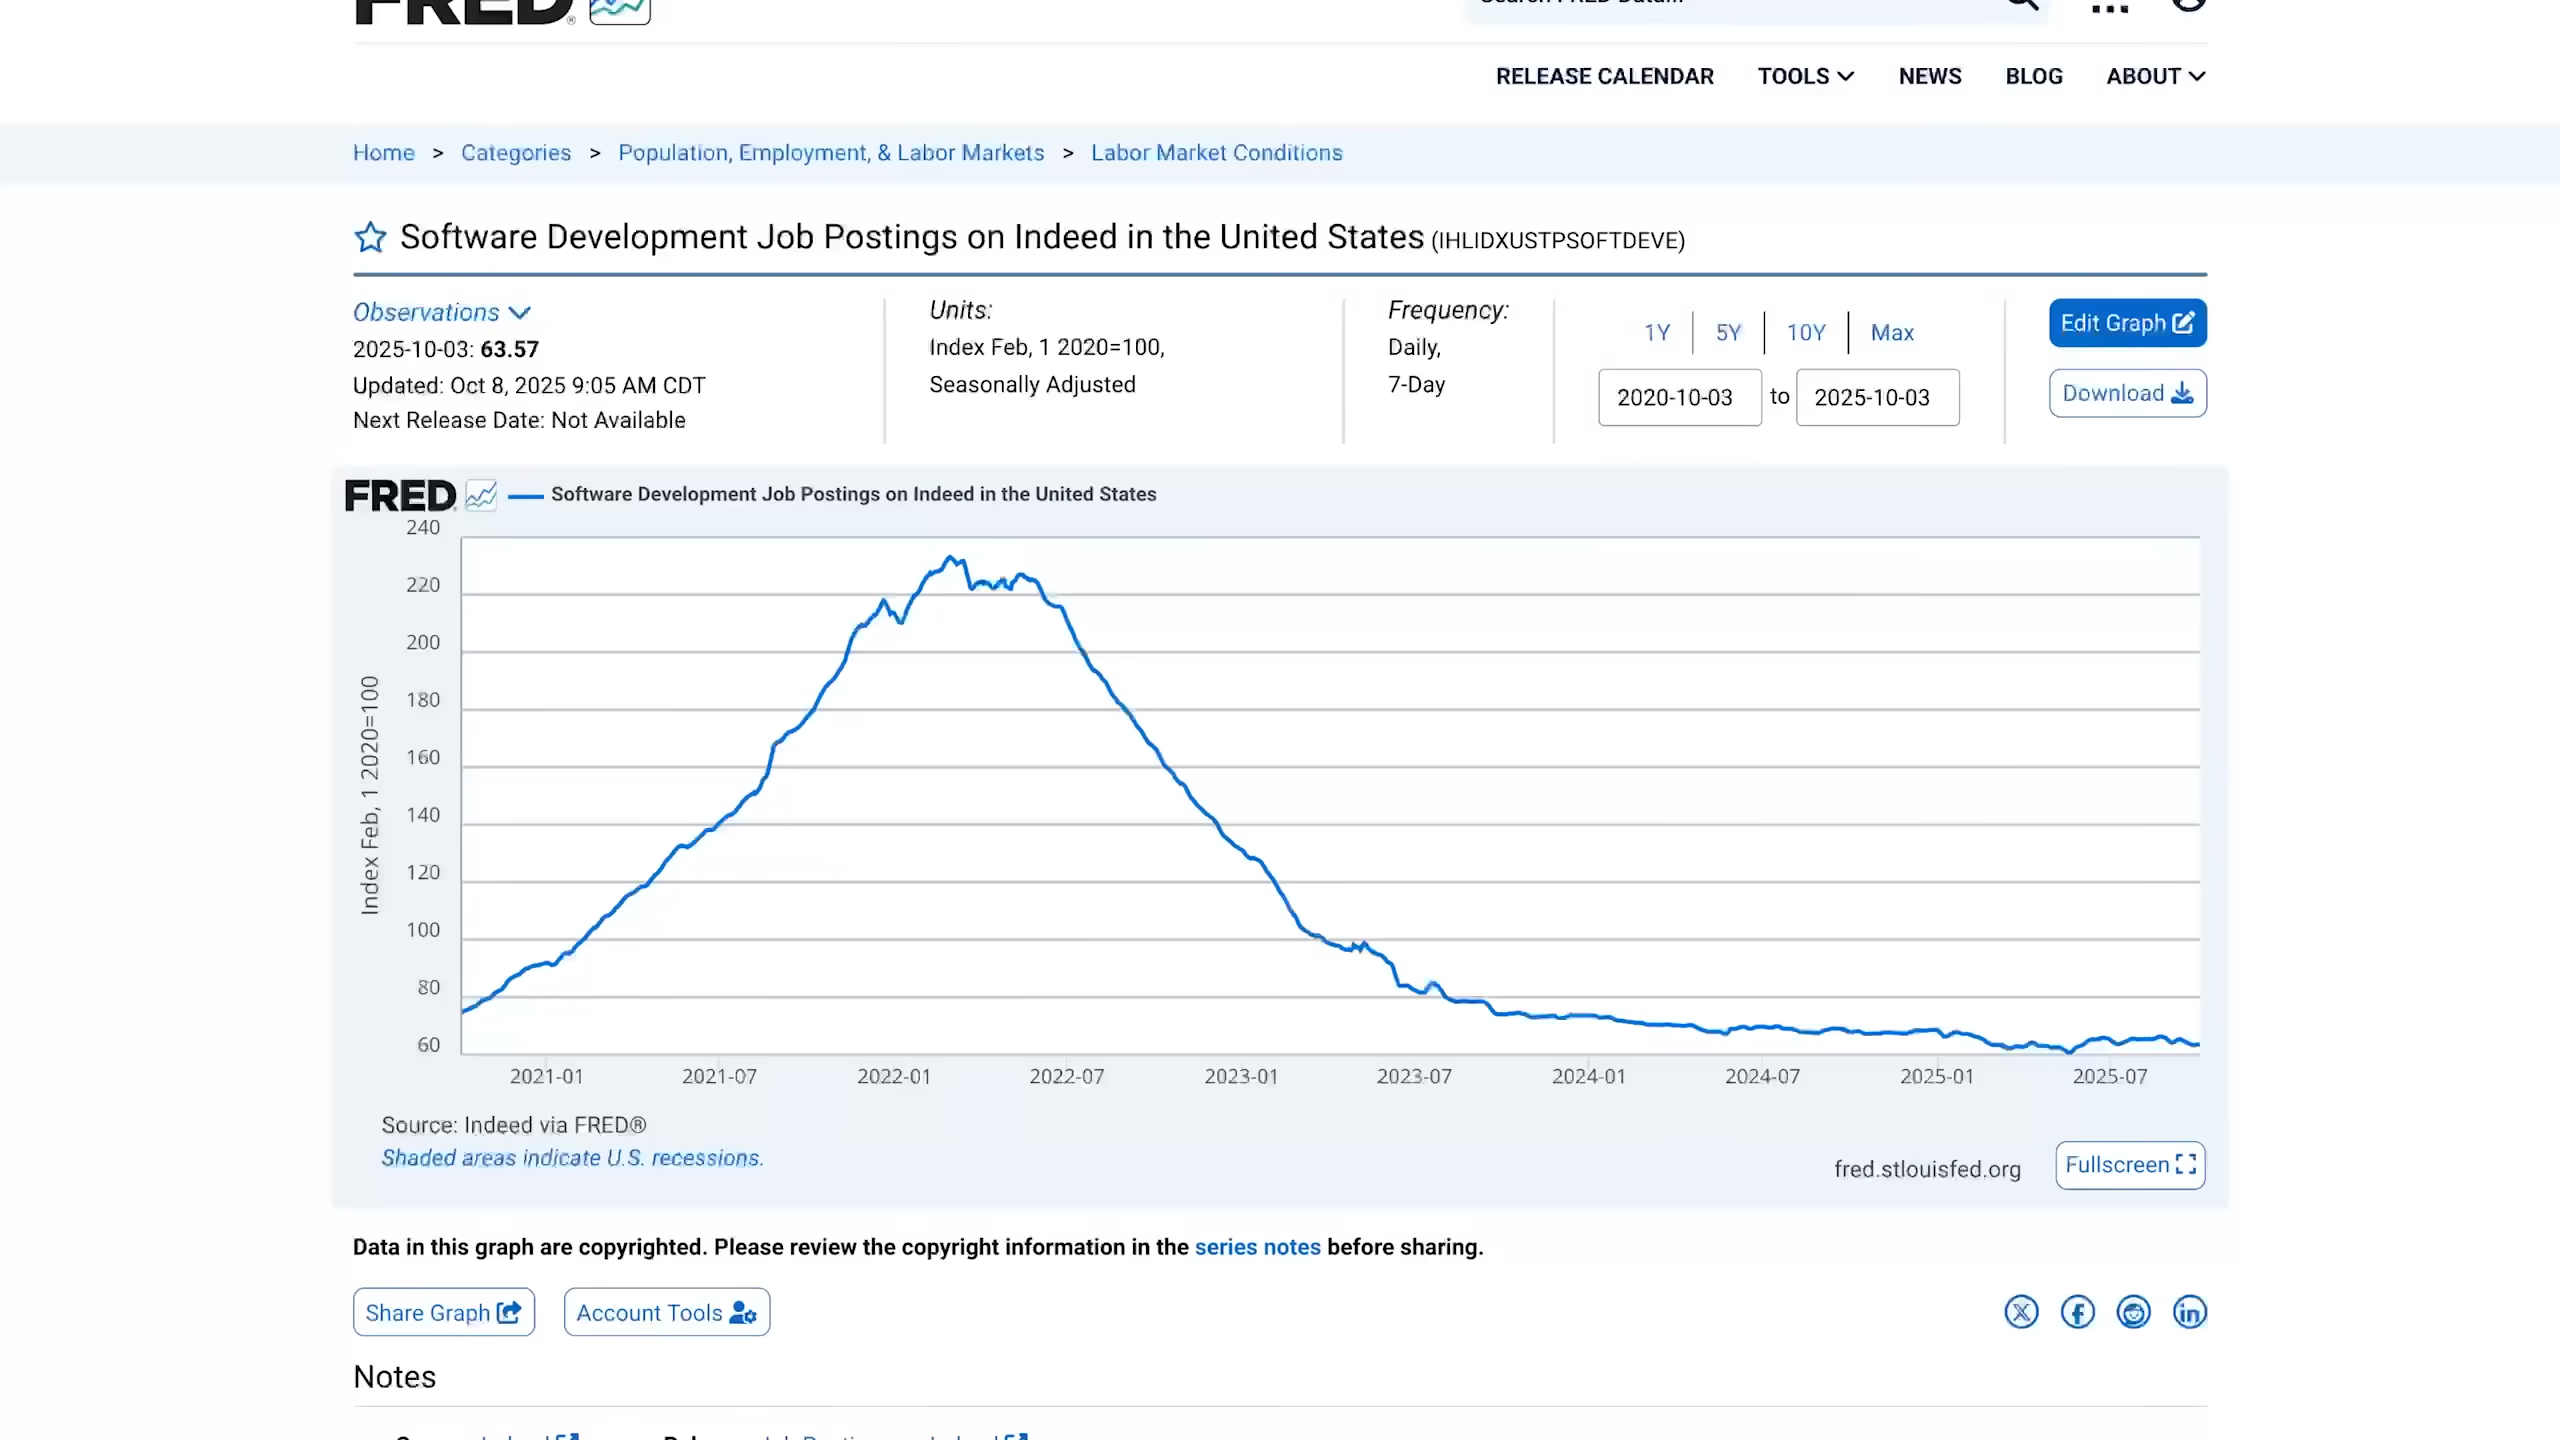 FRED®
Search FRED Data...
RELEASE CALENDAR TOOLS NEWS BLOG ABOUT
Home > Categories > Population, Employment, & Labor Markets > Labor Market Conditions
Software Development Job Postings on Indeed in the United States (IHLIDXUSTPSOFTDEVE)
Observations
2025-10-03: 63.57
Updated: Oct 8, 2025 9:05 AM CDT
Next Release Date: Not Available
Units:
Index Feb, 1 2020=100,
Seasonally Adjusted
Frequency:
Daily,
7-Day
1Y 5Y 10Y Max
2020-10-03 to 2025-10-03
Edit Graph
Download
FRED Software Development Job Postings on Indeed in the United States
240
220
200
180
160
140
120
100
80
60
Index Feb, 1 2020=100
2021-01 2021-07 2022-01 2022-07 2023-01 2023-07 2024-01 2024-07 2025-01 2025-07
Source: Indeed via FRED®
Shaded areas indicate U.S. recessions.
fred.stlouisfed.org
Fullscreen
Data in this graph are copyrighted. Please review the copyright information in the series notes before sharing.
Share Graph Account Tools
Notes